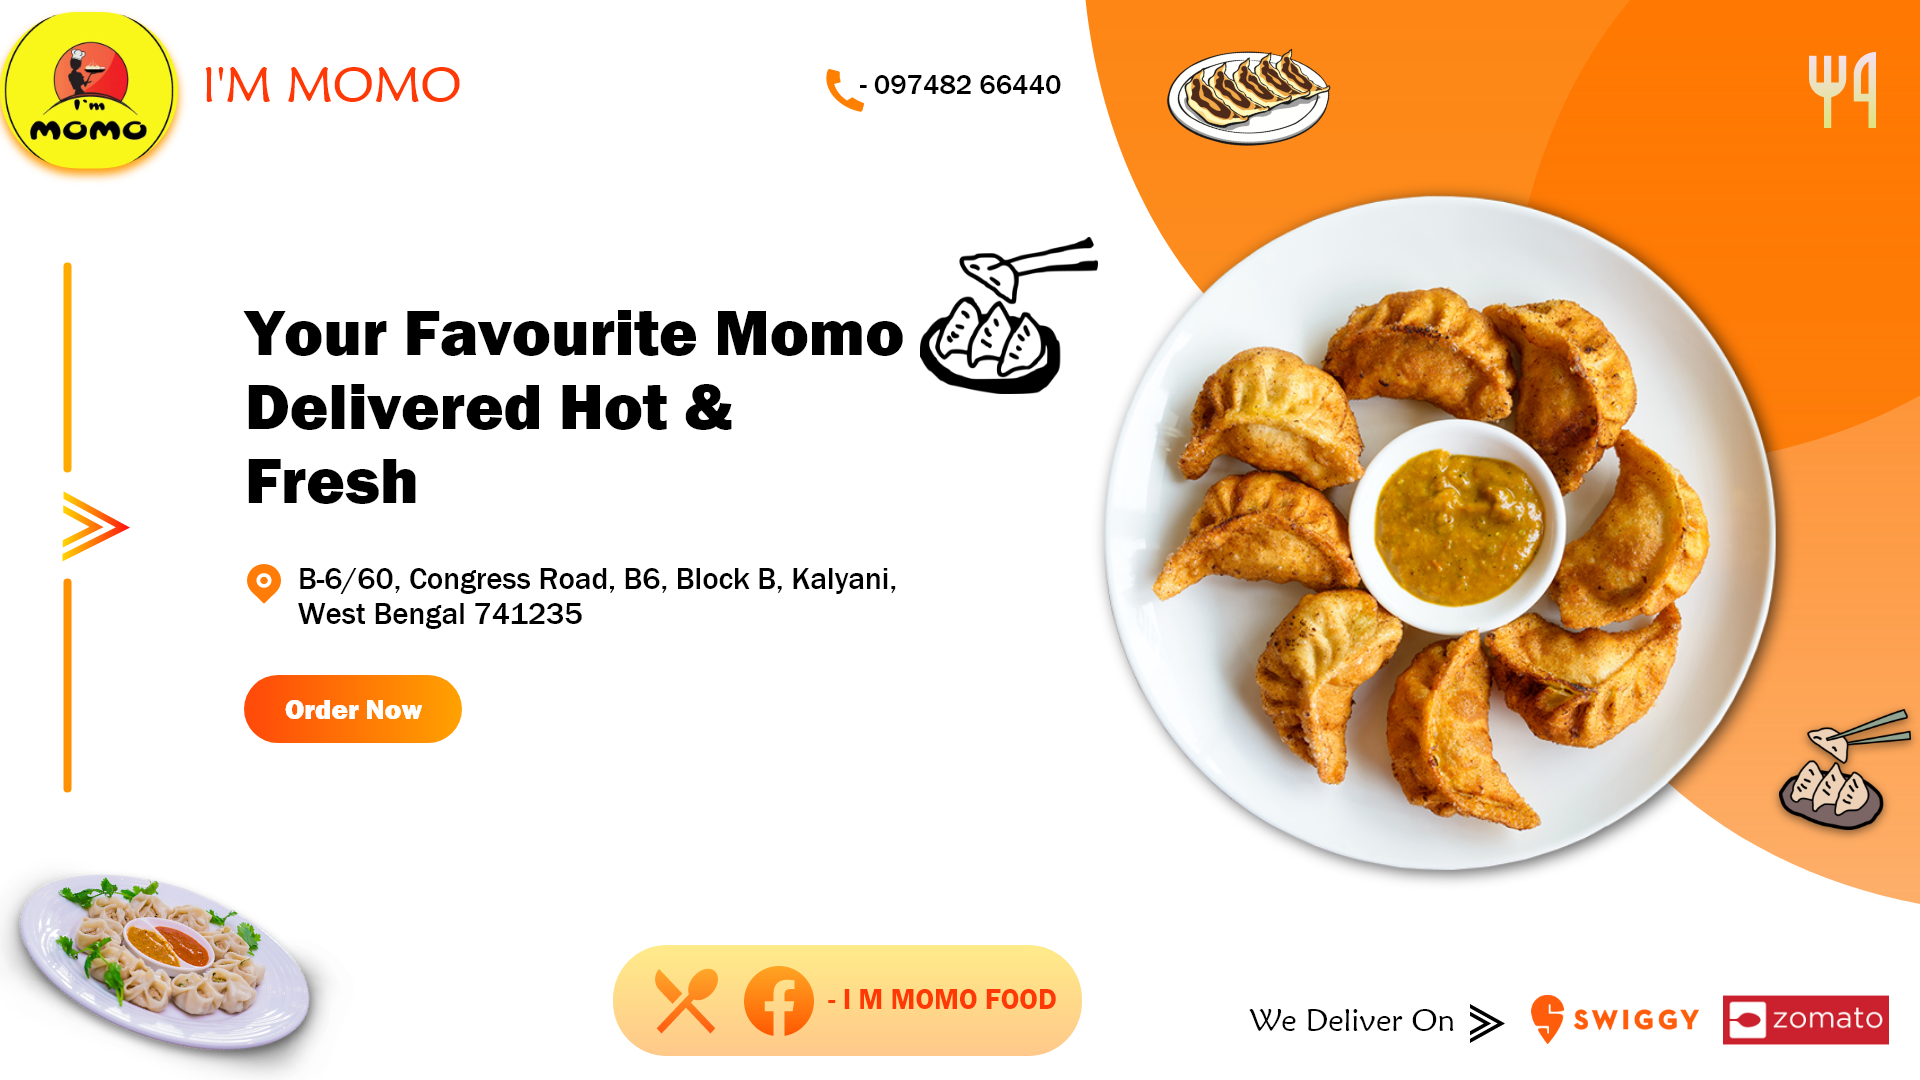 I'm
MOMO
I'M MOMO
- 097482 66440
Your Favourite Momo
Delivered Hot &
Fresh
B-6/60, Congress Road, B6, Block B, Kalyani,
West Bengal 741235
Order Now
- I M MOMO FOOD
We Deliver On
SWIGGY
zomato